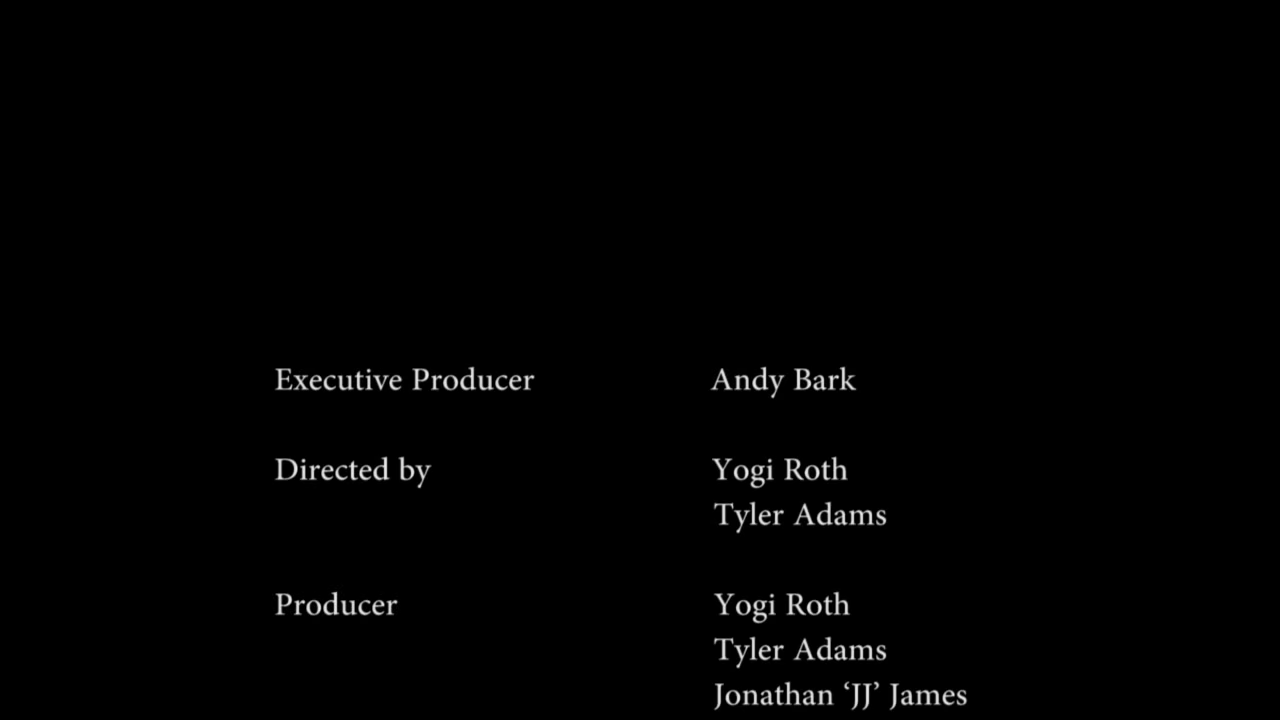 Executive Producer Andy Bark
Directed by Yogi Roth
Tyler Adams
Producer Yogi Roth
Tyler Adams
Jonathan ‘JJ’ James